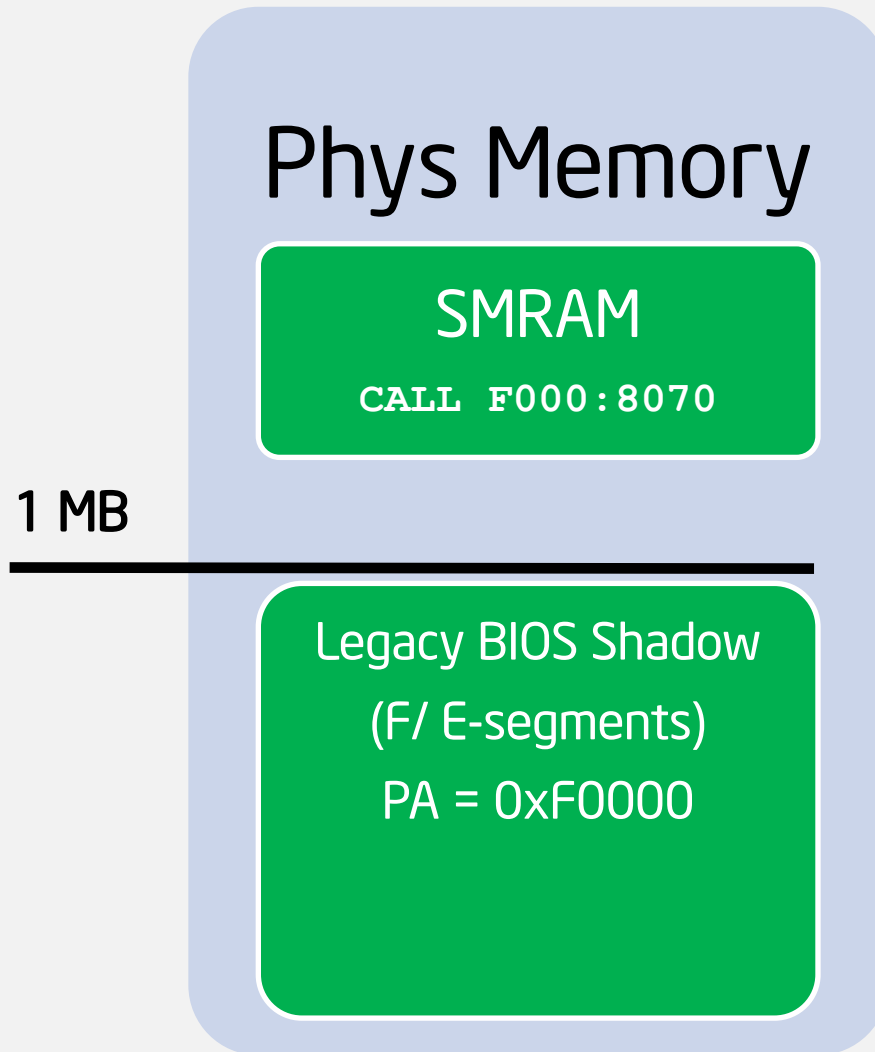 Phys Memory
SMRAM
CALL F000:8070
1 MB
Legacy BIOS Shadow
(F/ E-segments)
PA = 0xF0000